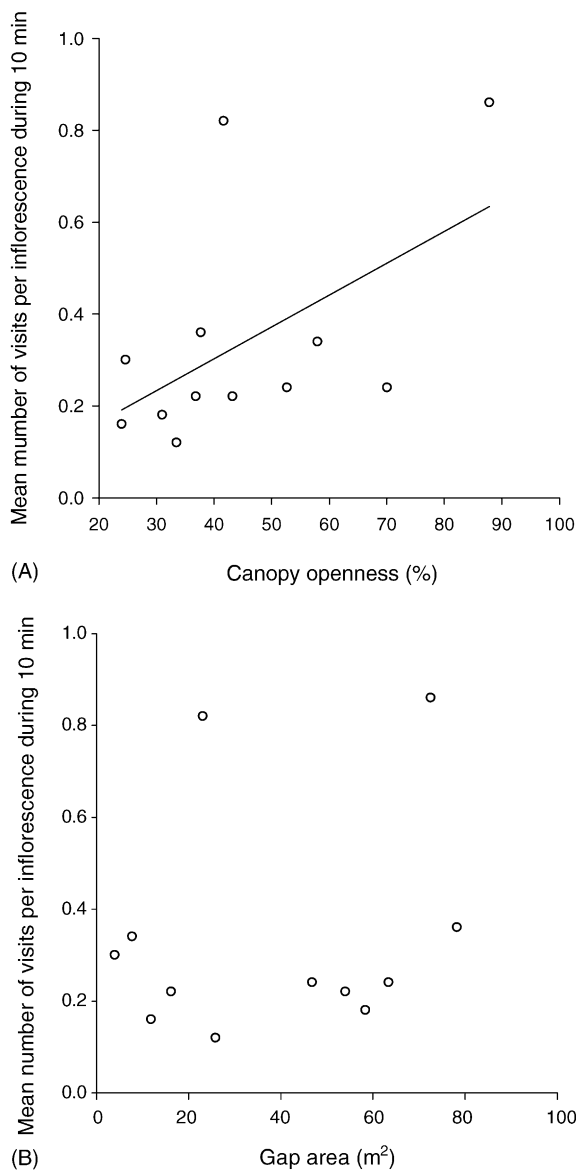 Mean mumber of visits per inflorescence during 10 min
1.0
0.8
0.6
0.4
0.2
0.0
20 30 40 50 60 70 80 90 100
(A)
Canopy openness (%)
Mean number of visits per inflorescence during 10 min
1.0
0.8
0.6
0.4
0.2
0.0
0 20 40 60 80 100
(B)
Gap area (m²)